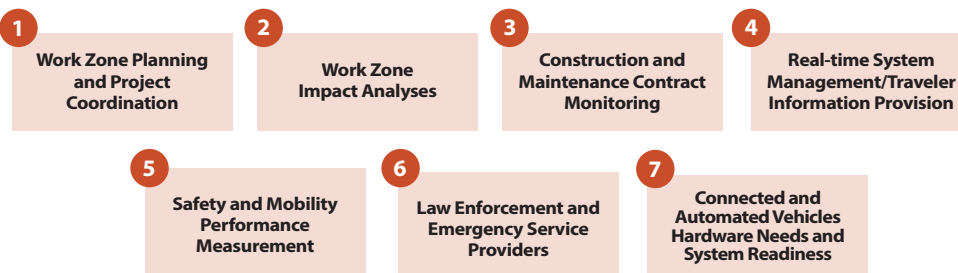 1
Work Zone Planning
and Project
Coordination
2
Work Zone
Impact Analyses
3
Construction and
Maintenance Contract
Monitoring
4
Real-time System
Management/Traveler
Information Provision
5
Safety and Mobility
Performance
Measurement
6
Law Enforcement and
Emergency Service
Providers
7
Connected and
Automated Vehicles
Hardware Needs and
System Readiness